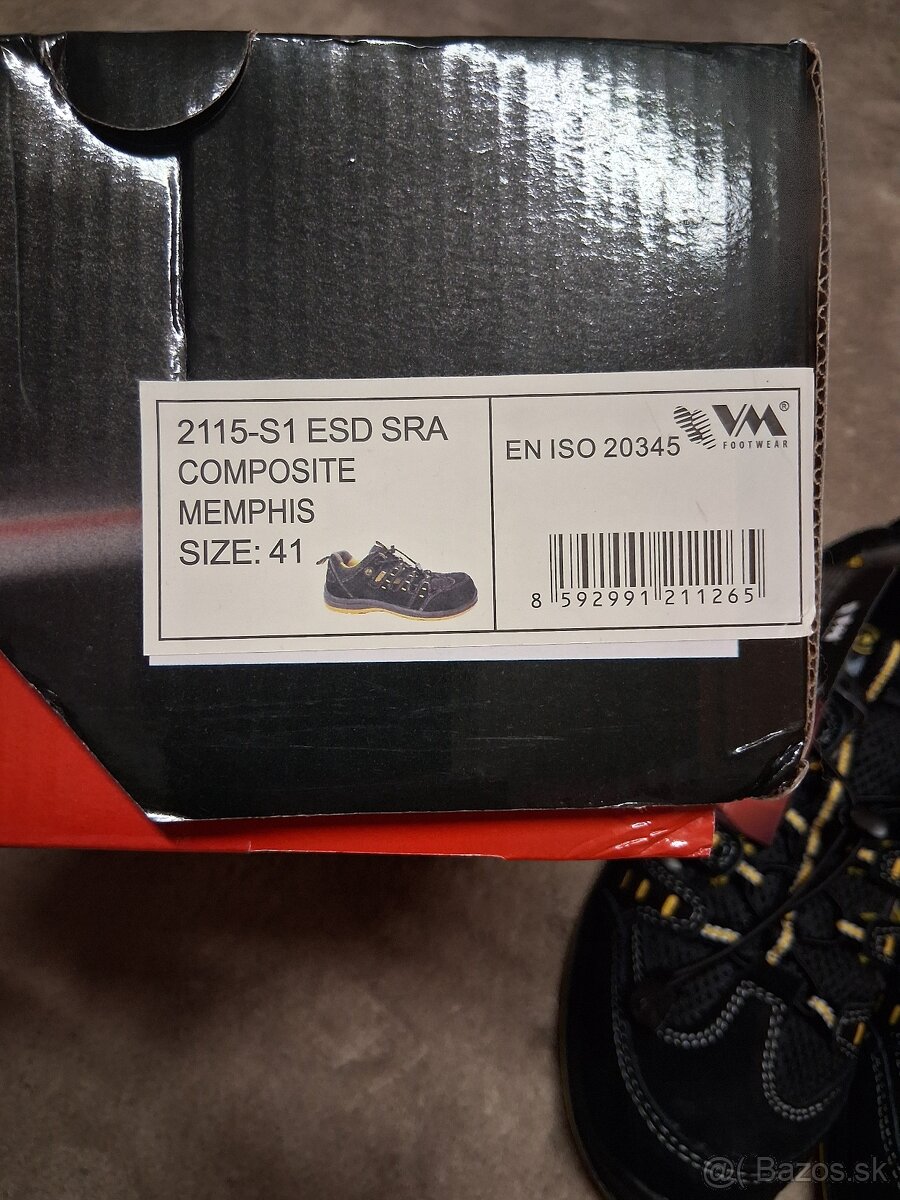 2115-S1 ESD SRA
COMPOSITE
MEMPHIS
SIZE: 41
EN ISO 20345
VM®
FOOTWEAR
8 592991 211265
@( Bazos.sk